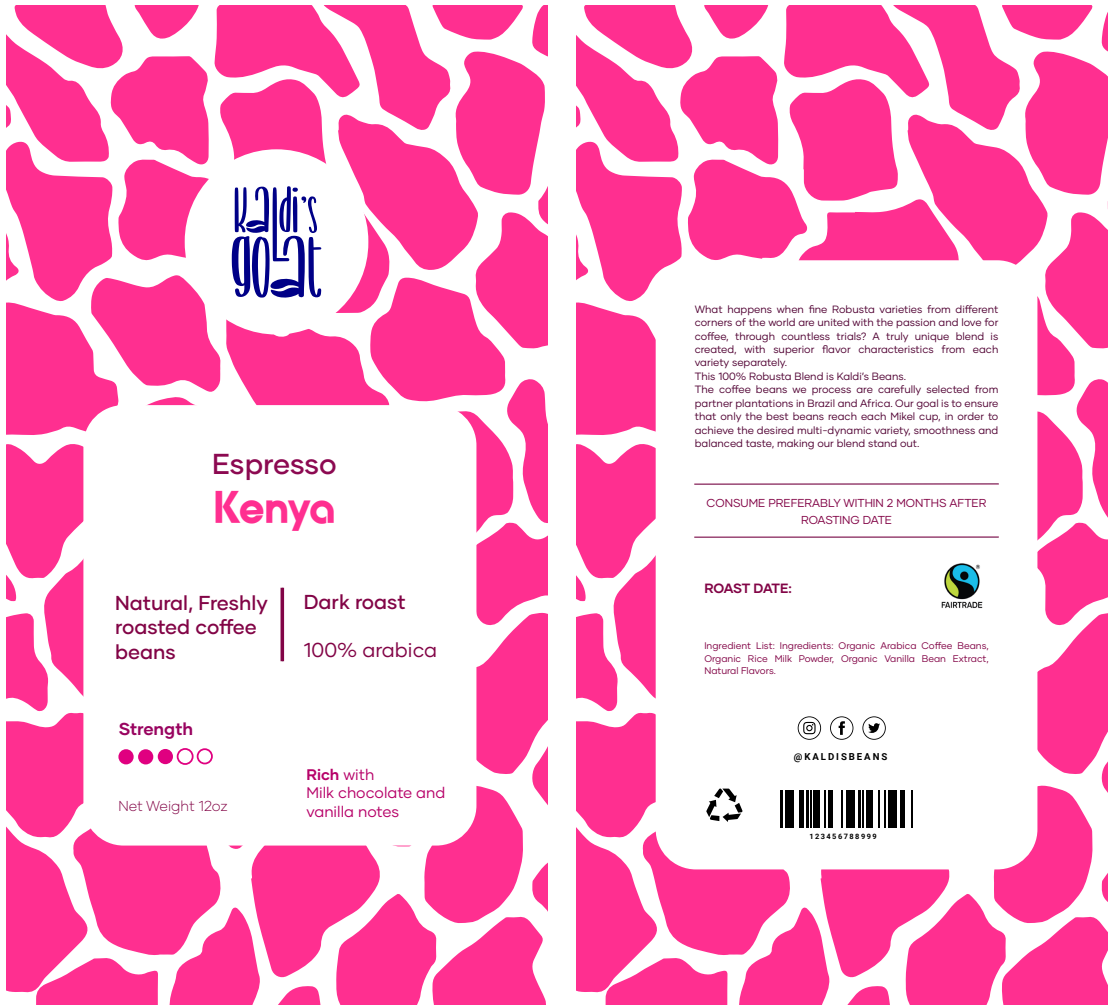 Kaldi's
goat
Espresso
Kenya
Natural, Freshly
roasted coffee
beans
Dark roast
100% arabica
Strength
Net Weight 12oz
Rich with
Milk chocolate and
vanilla notes
What happens when fine Robusta varieties from different
corners of the world are united with the passion and love for
coffee, through countless trials? A truly unique blend is
created, with superior flavor characteristics from each
variety separately.
This 100% Robusta Blend is Kaldi's Beans.
The coffee beans we process are carefully selected from
partner plantations in Brazil and Africa. Our goal is to ensure
that only the best beans reach each Mikel cup, in order to
achieve the desired multi-dynamic variety, smoothness and
balanced taste, making our blend stand out.
CONSUME PREFERABLY WITHIN 2 MONTHS AFTER
ROASTING DATE
ROAST DATE:
®
FAIRTRADE
Ingredient List: Ingredients: Organic Arabica Coffee Beans,
Organic Rice Milk Powder, Organic Vanilla Bean Extract,
Natural Flavors.
@KALDISBEANS
123456788999